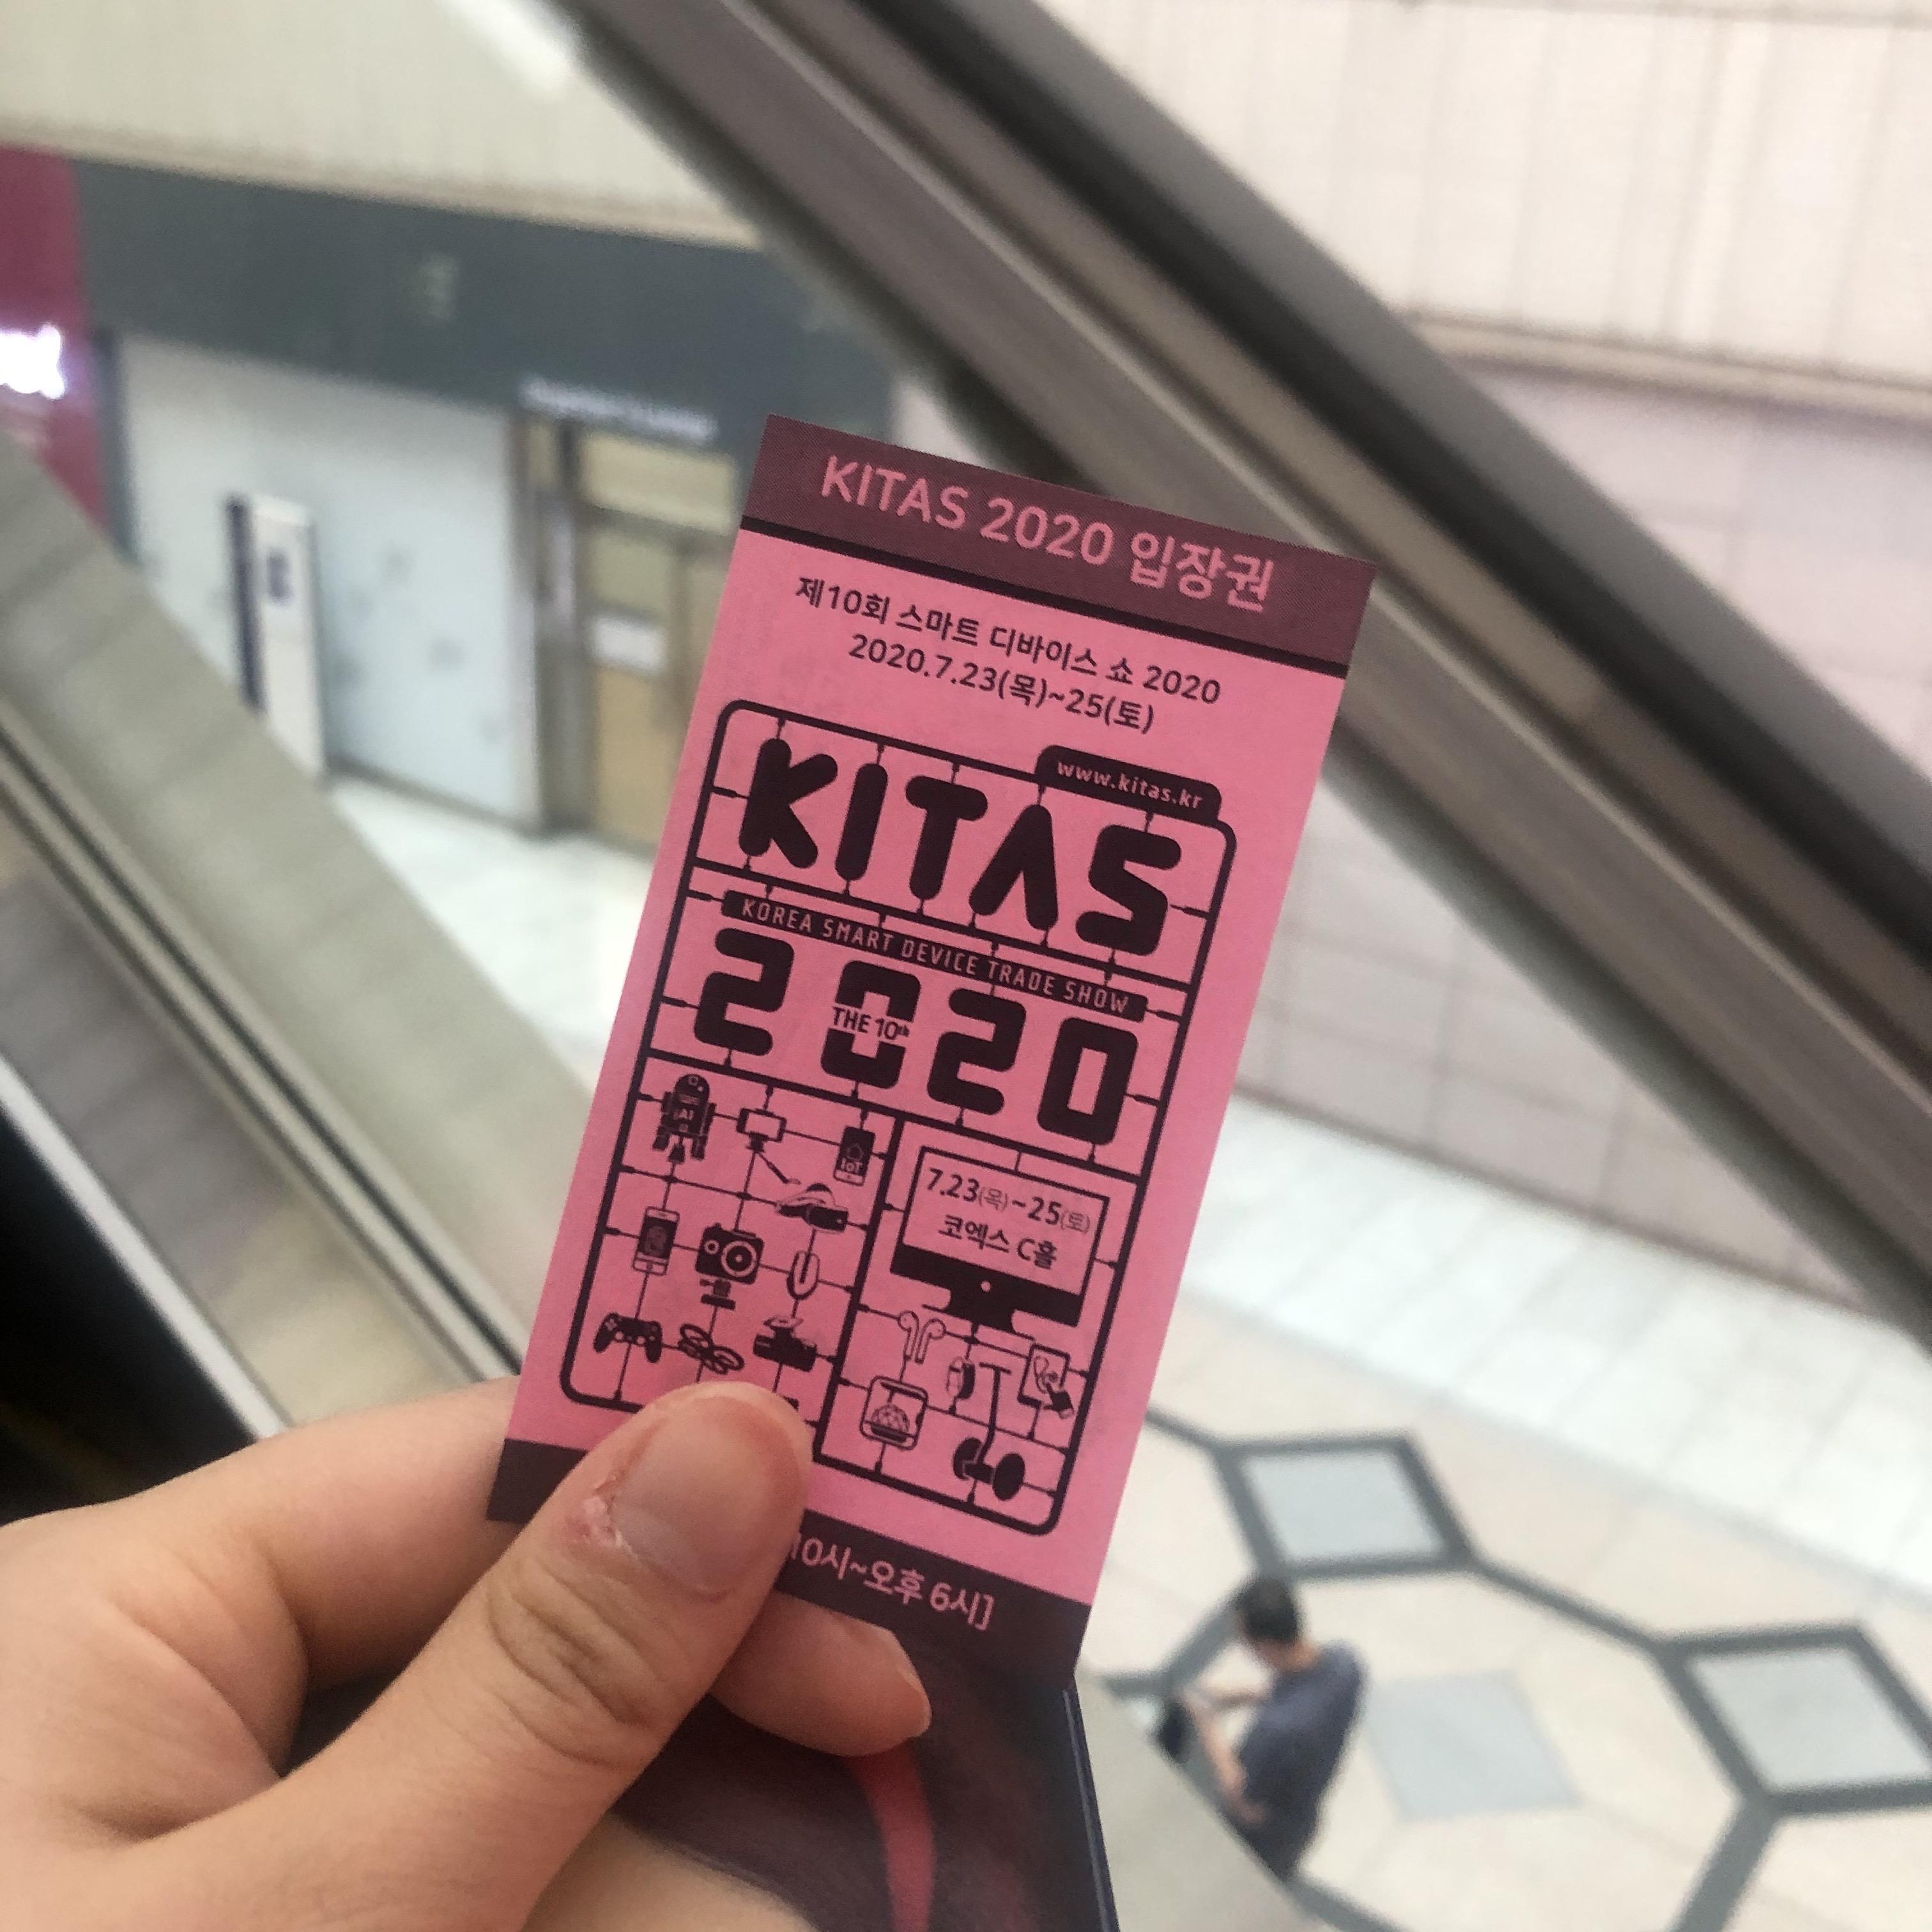 KITAS 2020 입장권
제10회 스마트 디바이스 쇼 2020
2020.7.23(목)~25(토)
www.kitas.kr
KITAS
KOREA SMART DEVICE TRADE SHOW
2020
THE 10th
AI
IoT
7.23(목)~25(토)
코엑스 C홀
10시~오후 6시]